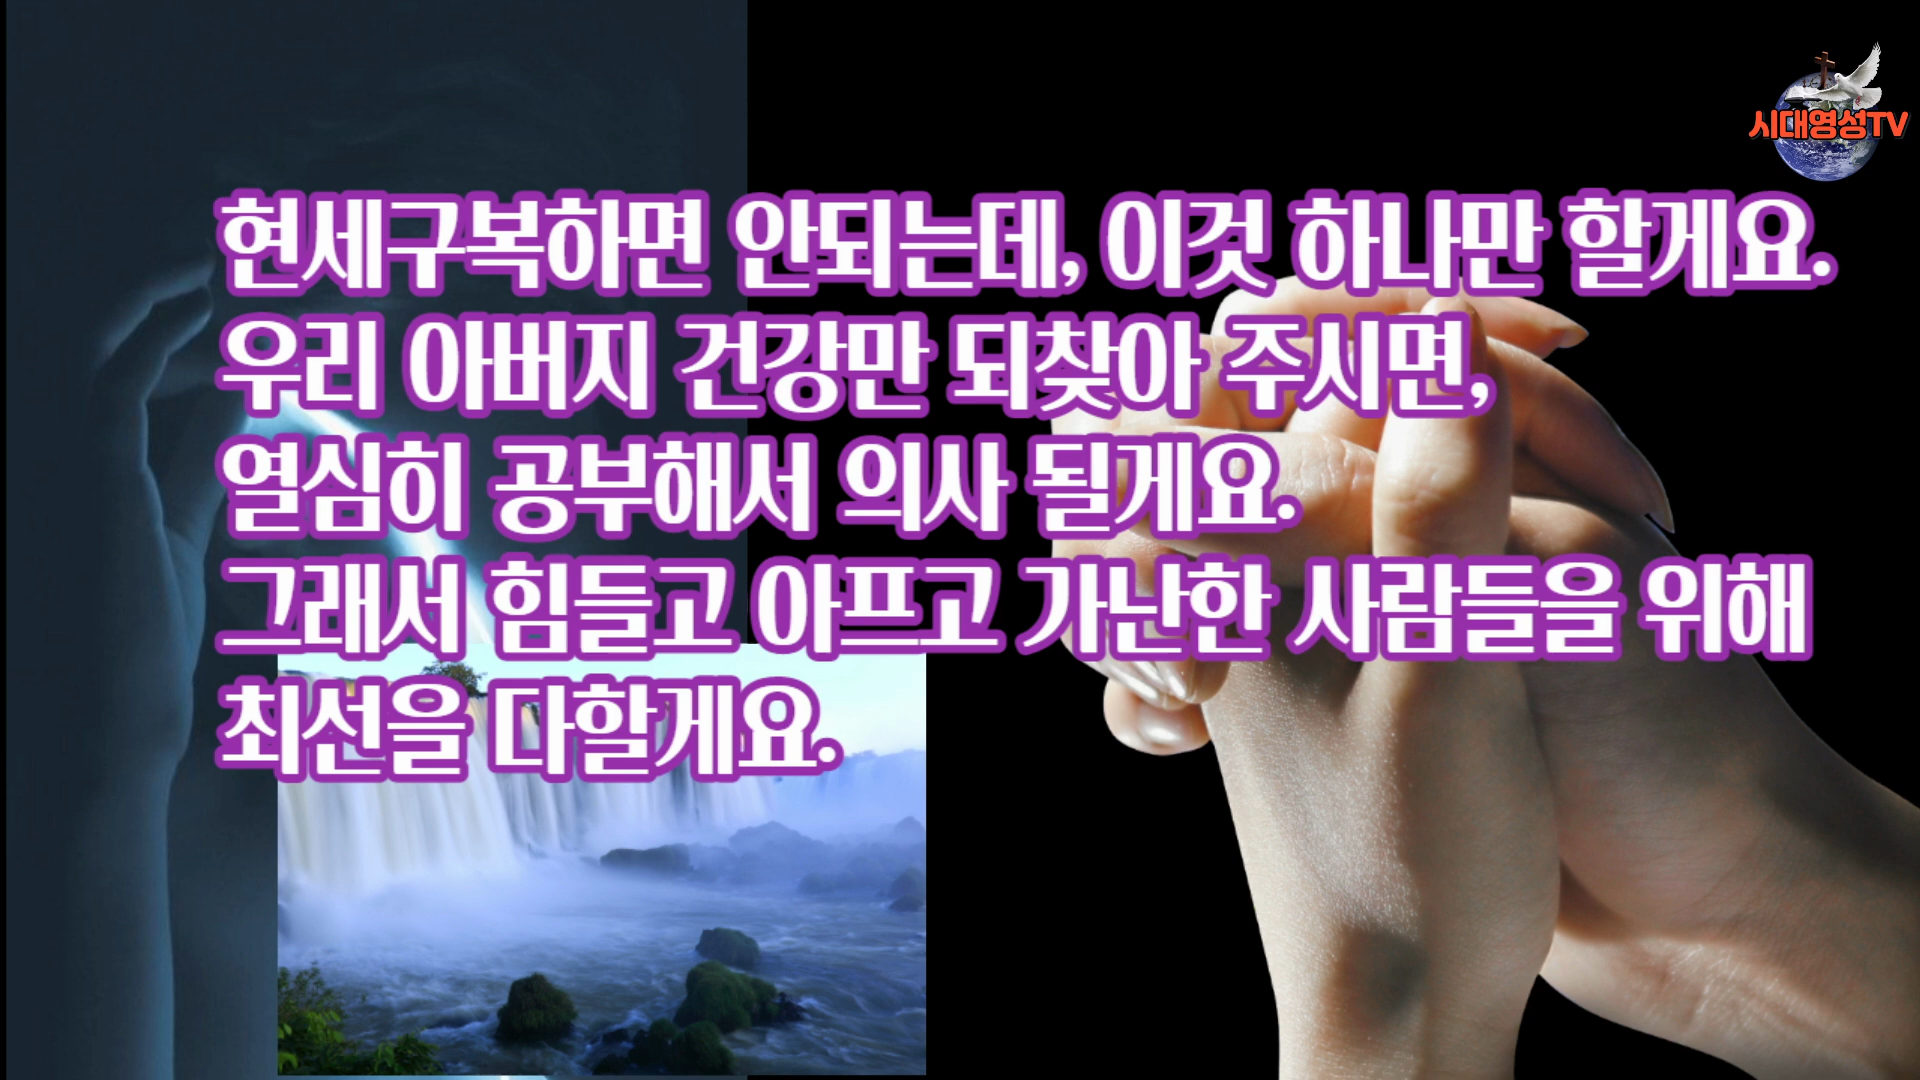 시대영성TV
현세구복하면 안되는데, 이것 하나만 할게요.
우리 아버지 건강만 되찾아 주시면,
열심히 공부해서 의사 될게요.
그래서 힘들고 아프고 가난한 사람들을 위해
최선을 다할게요.